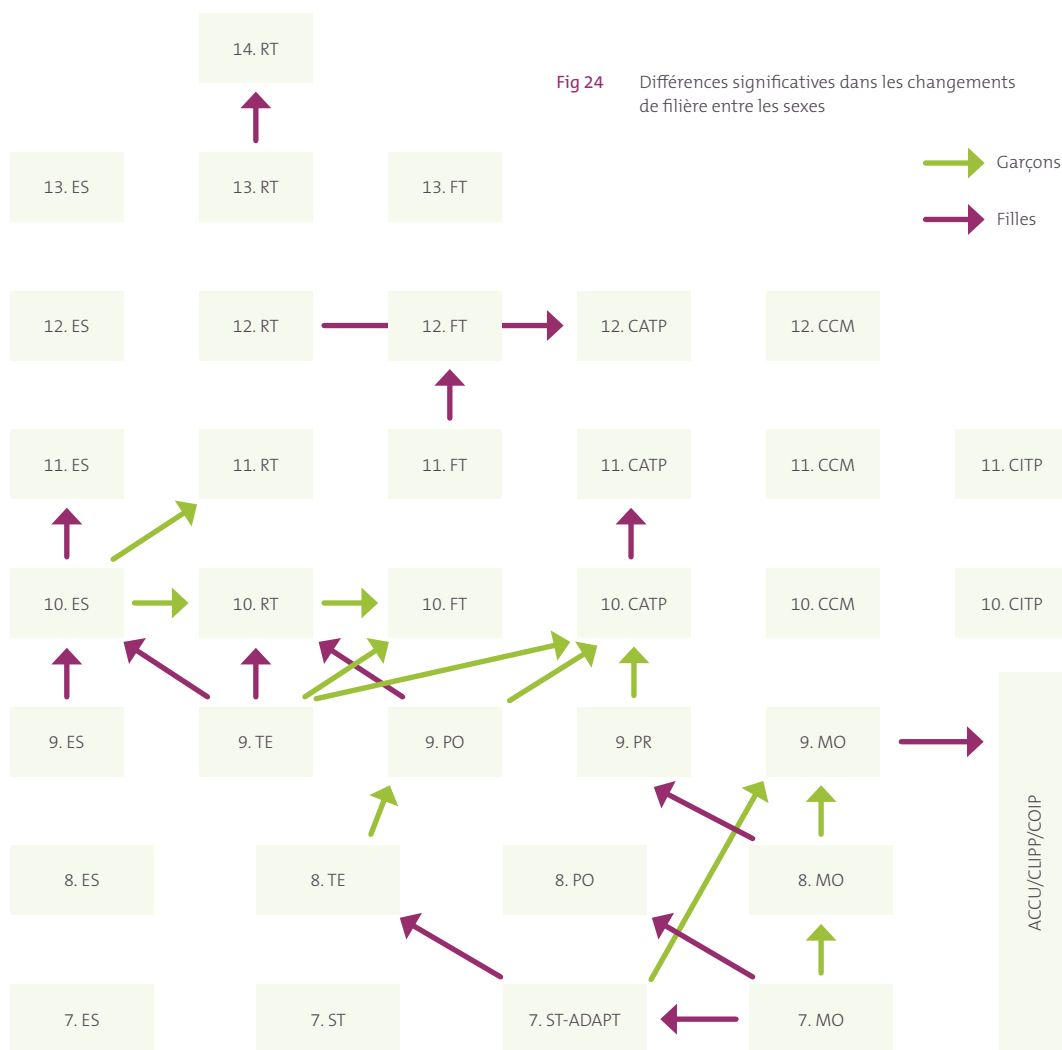 14. RT
Fig 24 Différences significatives dans les changements
de filière entre les sexes
Garçons
Filles
13. ES
13. RT
13. FT
12. ES
12. RT
12. FT
12. CATP
12. CCM
11. ES
11. RT
11. FT
11. CATP
11. CCM
11. CITP
10. ES
10. RT
10. FT
10. CATP
10. CCM
10. CITP
9. ES
9. TE
9. PO
9. PR
9. MO
ACCU/CLIPP/COIP
8. ES
8. TE
8. PO
8. MO
7. ES
7. ST
7. ST-ADAPT
7. MO